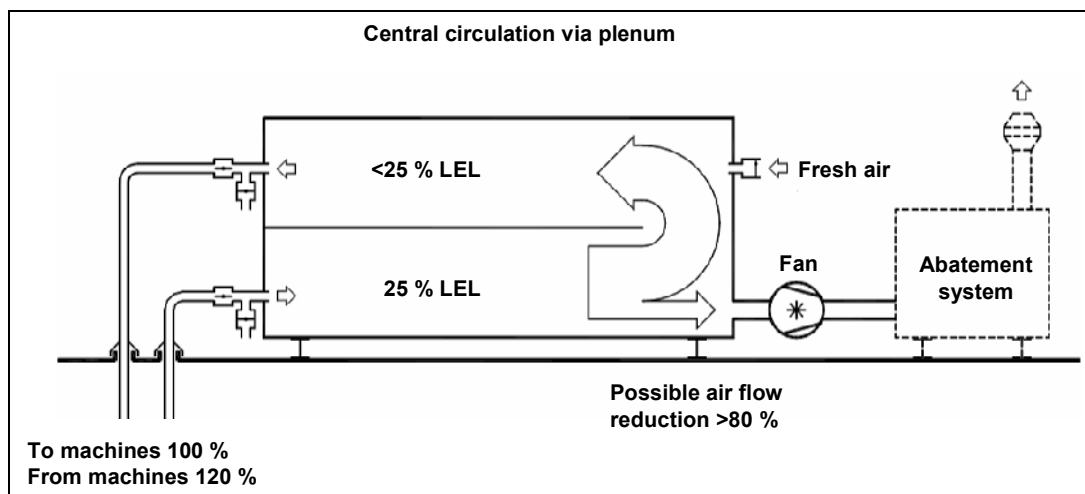 Central circulation via plenum
<25 % LEL
Fresh air
25 % LEL
Fan
Abatement
system
Possible air flow
reduction >80 %
To machines 100 %
From machines 120 %